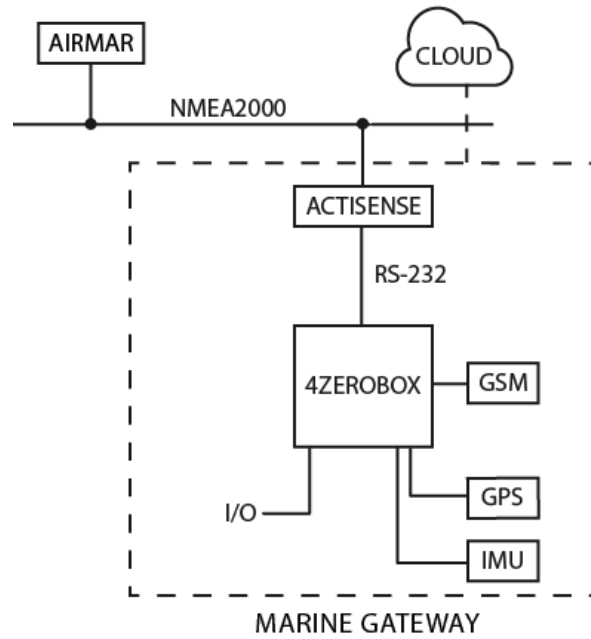 AIRMAR
CLOUD
NMEA2000
ACTISENSE
RS-232
4ZEROBOX
GSM
I/O
GPS
IMU
MARINE GATEWAY